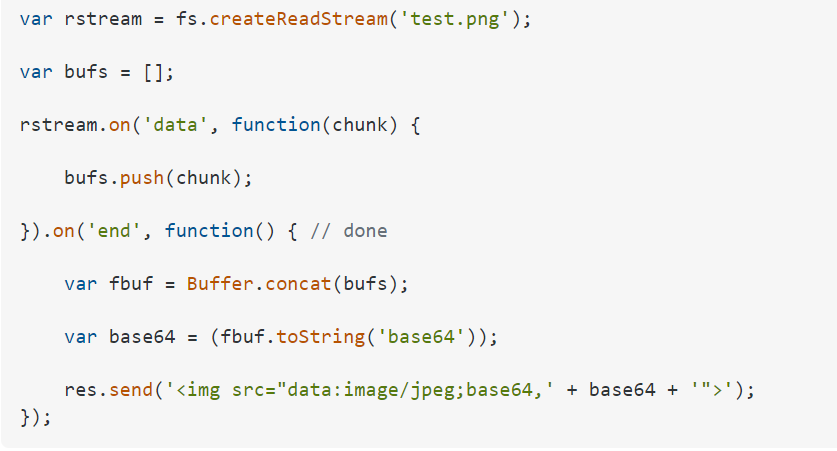 var rstream = fs.createReadStream('test.png');
var bufs = [];
rstream.on('data', function(chunk) {
    bufs.push(chunk);
}).on('end', function() { // done
    var fbuf = Buffer.concat(bufs);
    var base64 = (fbuf.toString('base64'));
    res.send('<img src="data:image/jpeg;base64,' + base64 + '">');
});